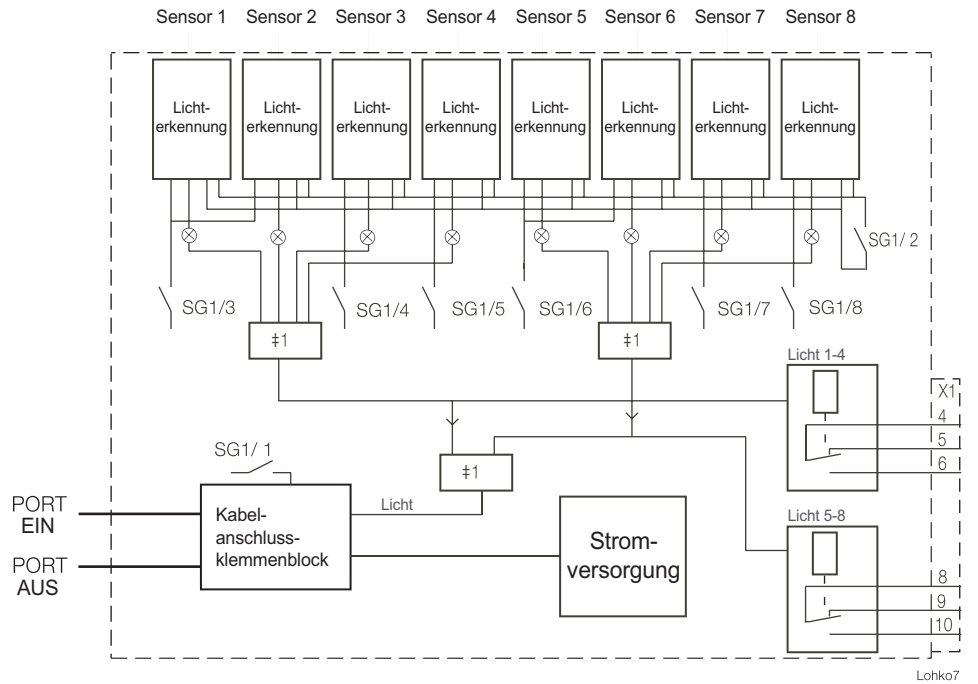 Sensor 1 Sensor 2 Sensor 3 Sensor 4 Sensor 5 Sensor 6 Sensor 7 Sensor 8
Licht-
erkennung
Licht-
erkennung
Licht-
erkennung
Licht-
erkennung
Licht-
erkennung
Licht-
erkennung
Licht-
erkennung
Licht-
erkennung
SG1/ 2
SG1/3
SG1/4
SG1/5
SG1/6
SG1/7
SG1/8
‡1
‡1
Licht 1-4
X1
4
5
6
SG1/ 1
‡1
Licht
PORT
EIN
PORT
AUS
Kabel-
anschluss-
klemmenblock
Strom-
versorgung
Licht 5-8
8
9
10
Lohko7